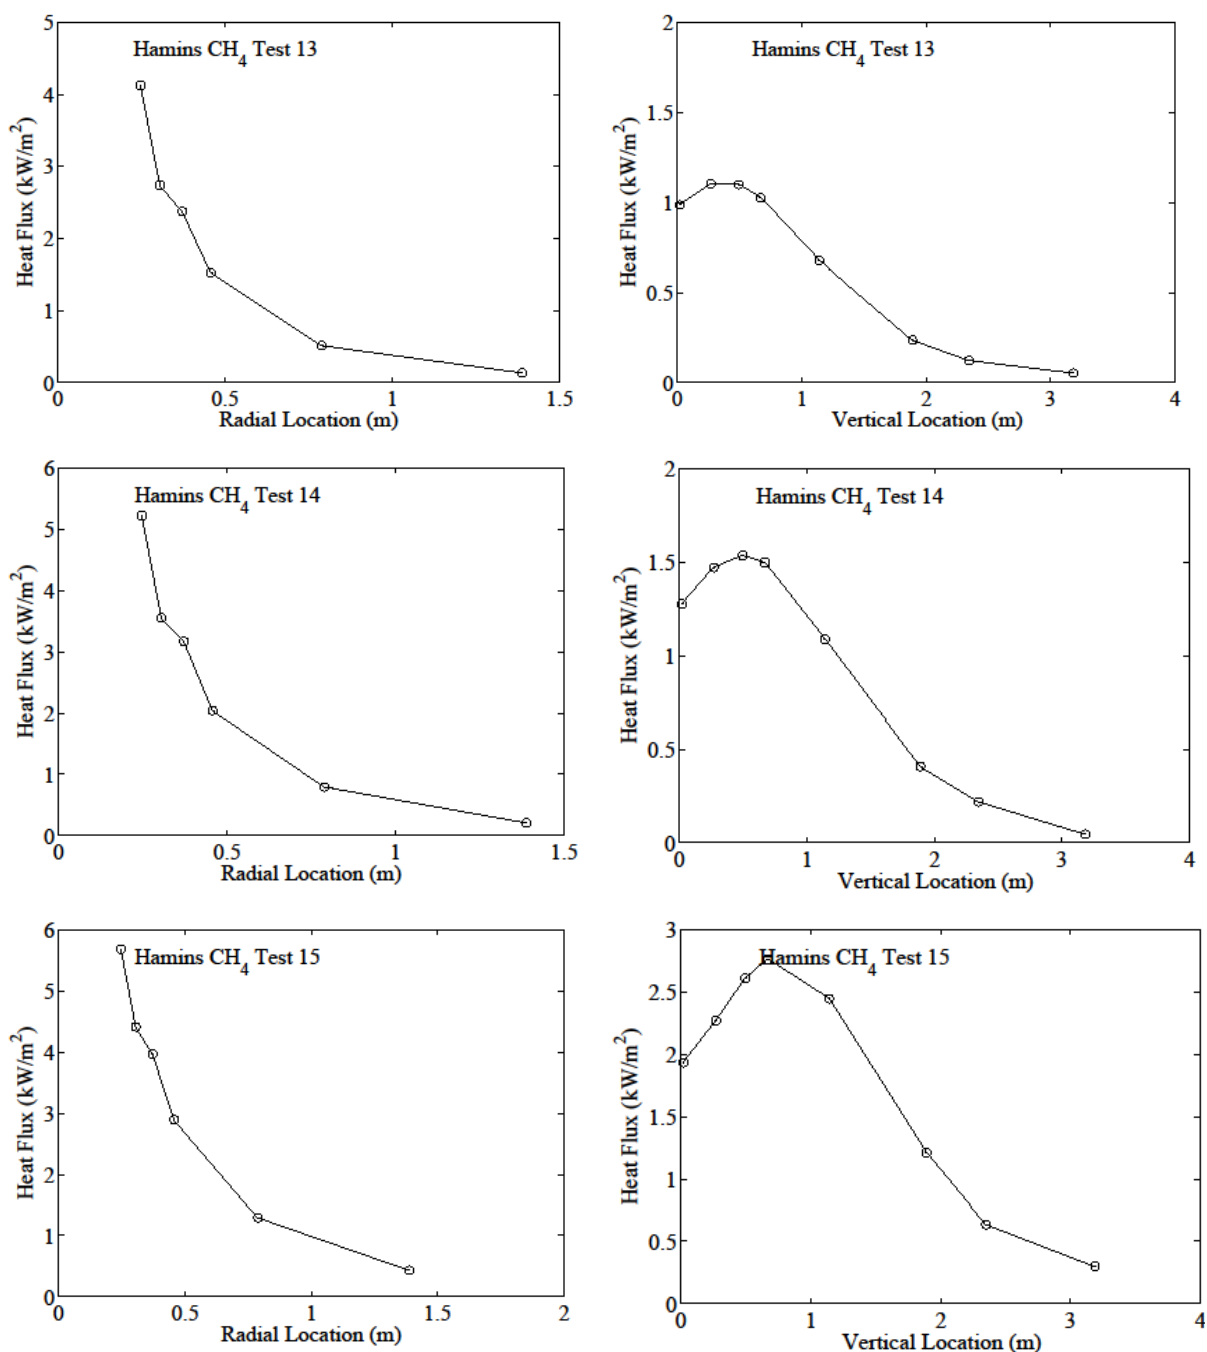 Hamins CH4 Test 13
Heat Flux (kW/m²)
5
4
3
2
1
0
0 0.5 1 1.5
Radial Location (m)
Hamins CH4 Test 13
Heat Flux (kW/m²)
2
1.5
1
0.5
0
0 1 2 3 4
Vertical Location (m)
Hamins CH4 Test 14
Heat Flux (kW/m²)
6
5
4
3
2
1
0
0 0.5 1 1.5
Radial Location (m)
Hamins CH4 Test 14
Heat Flux (kW/m²)
2
1.5
1
0.5
0
0 1 2 3 4
Vertical Location (m)
Hamins CH4 Test 15
Heat Flux (kW/m²)
6
5
4
3
2
1
0
0 0.5 1 1.5 2
Radial Location (m)
Hamins CH4 Test 15
Heat Flux (kW/m²)
3
2.5
2
1.5
1
0.5
0
0 1 2 3 4
Vertical Location (m)